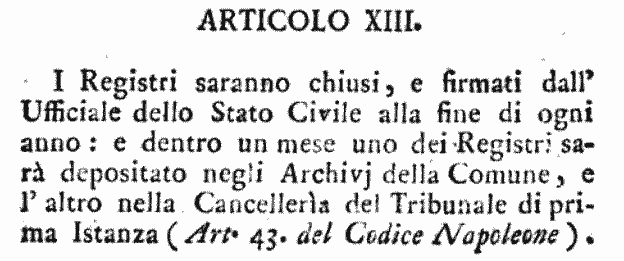 ARTICOLO XIII.
I Registri saranno chiusi, e firmati dall'
Ufficiale dello Stato Civile alla fine di ogni
anno: e dentro un mese uno dei Registri sa-
rà depositato negli Archivj della Comune, e
l' altro nella Cancellerìa del Tribunale di pri-
ma Istanza (Art. 43. del Codice Napoleone).